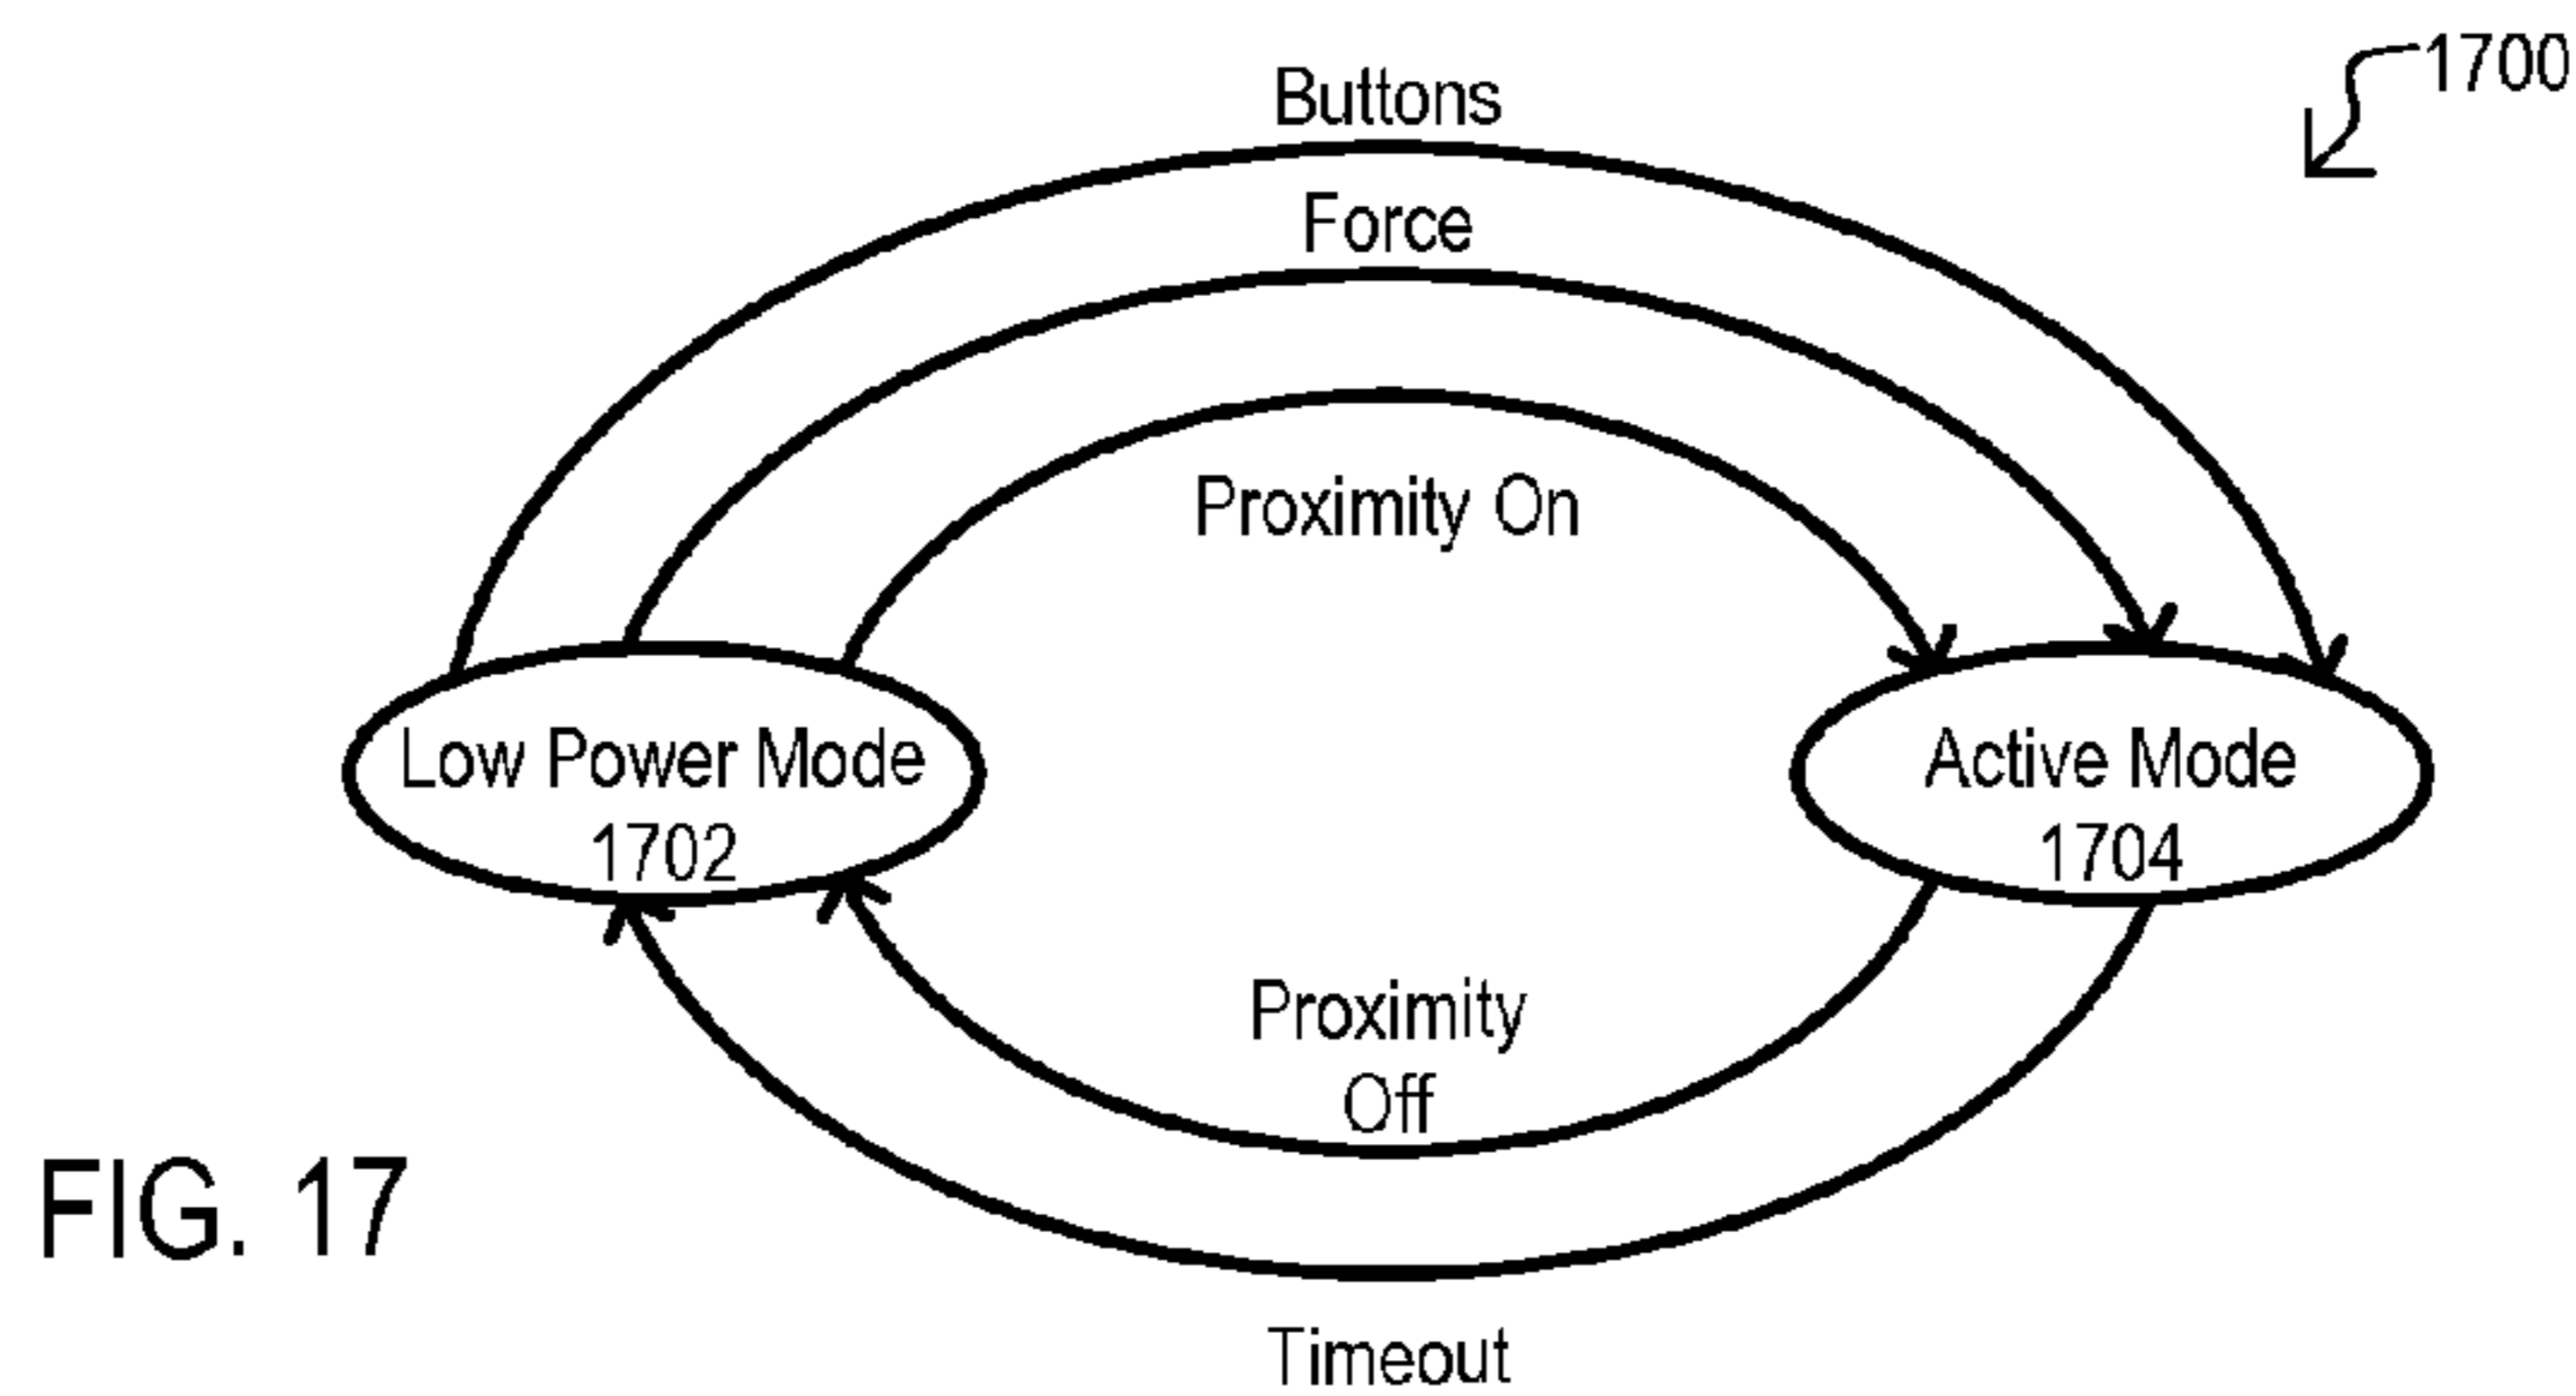 1700
Buttons
Force
Proximity On
Low Power Mode
1702
Active Mode
1704
Proximity
Off
Timeout
FIG. 17